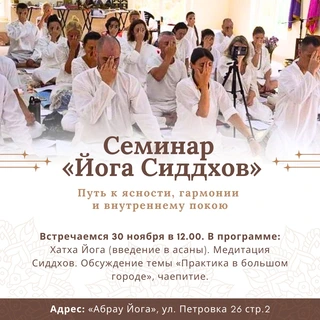 Семинар
«Йога Сиддхов»
Путь к ясности, гармонии
и внутреннему покою
Встречаемся 30 ноября в 12.00. В программе:
Хатха Йога (введение в асаны). Медитация
Сиддхов. Обсуждение темы «Практика в большом
городе», чаепитие.
Адрес: «Абрау Йога», ул. Петровка 26 стр.2